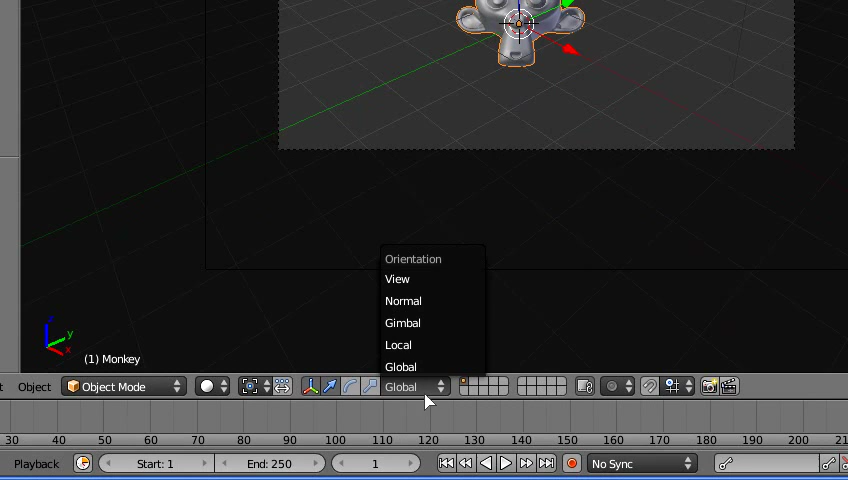 Orientation
View
Normal
Gimbal
Local
Global
z
y
x
(1) Monkey
t Object Object Mode Global
30 40 50 60 70 80 90 100 110 120 130 140 150 160 170 180 190 200 21
Playback Start: 1 End: 250 1 No Sync